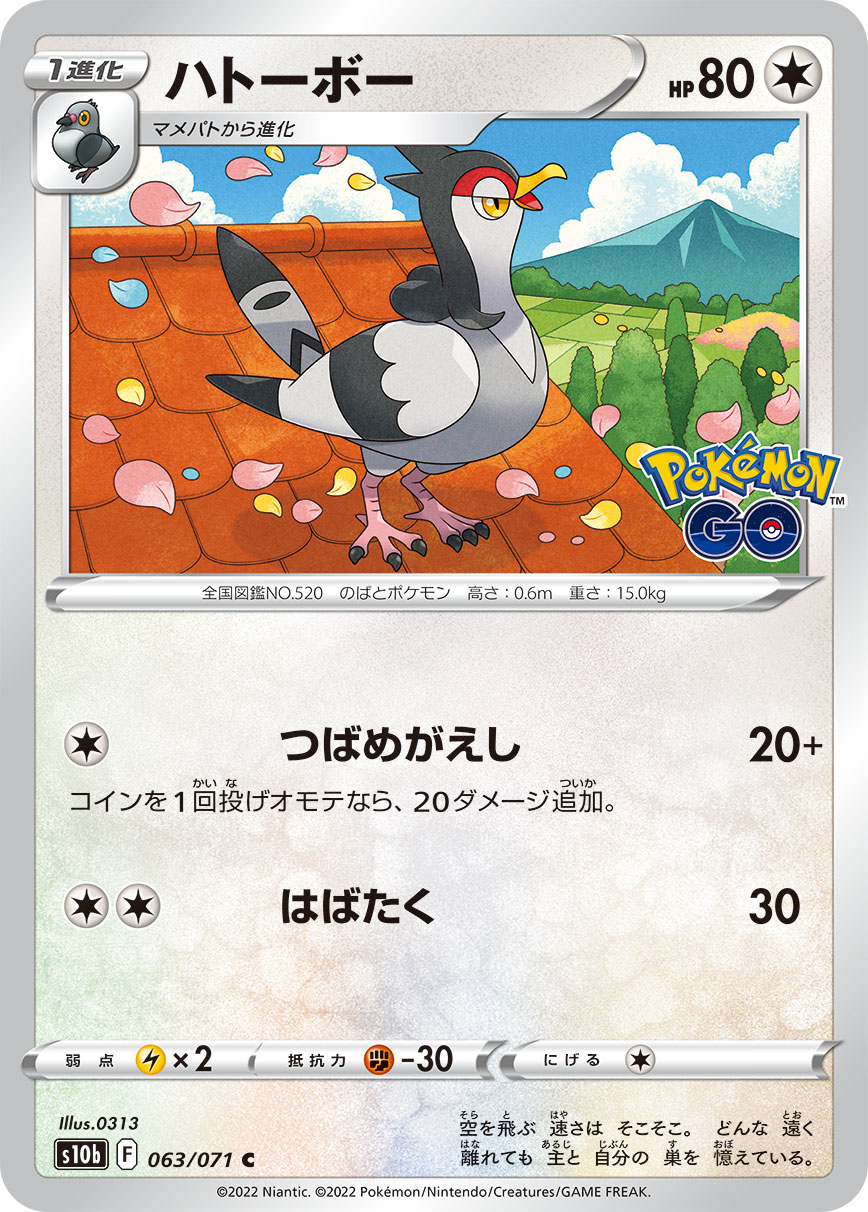 1進化
ハトーボー
HP80
マメパトから進化
POKéMON™
GO
全国図鑑NO.520 のばとポケモン 高さ:0.6m 重さ:15.0kg
つばめがえし 20+
コインを1回投げオモテなら、20ダメージ追加。
はばたく 30
弱点 ×2 抵抗力 -30 にげる
Illus.0313
s10b F 063/071 C
空を飛ぶ 速さは そこそこ。 どんな 遠く
離れても 主と 自分の 巣を 憶えている。
©2022 Niantic. ©2022 Pokémon/Nintendo/Creatures/GAME FREAK.